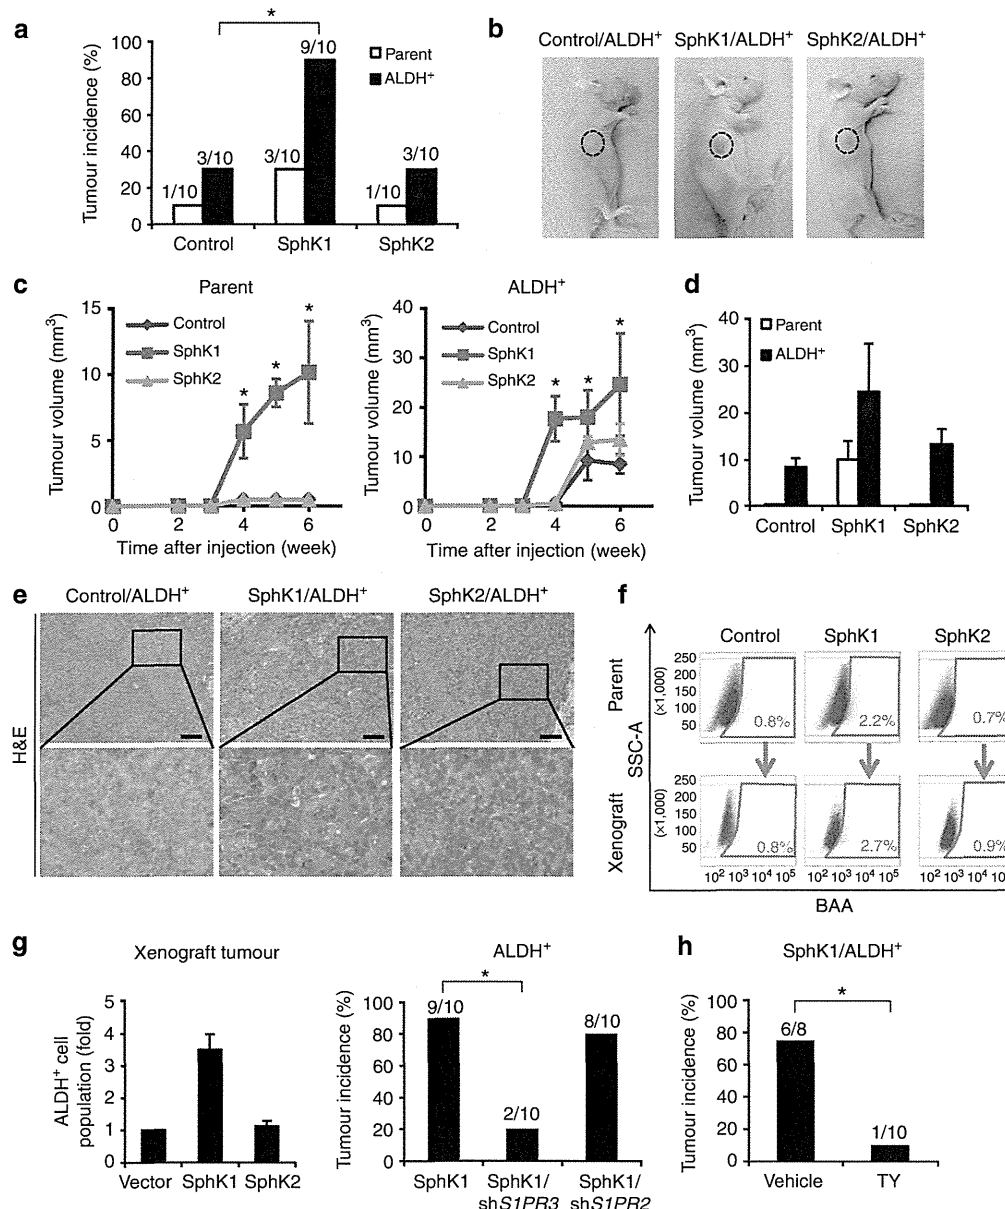 a
*
Tumour incidence (%)
100
80
60
40
20
0
1/10
3/10
3/10
9/10
1/10
3/10
Parent
ALDH+
Control
SphK1
SphK2
b
Control/ALDH+
SphK1/ALDH+
SphK2/ALDH+
c
Parent
Tumour volume (mm3)
15
10
5
0
Control
SphK1
SphK2
* * *
0 2 4 6
Time after injection (week)
ALDH+
Tumour volume (mm3)
40
30
20
10
0
Control
SphK1
SphK2
* * *
0 2 4 6
Time after injection (week)
d
Tumour volume (mm3)
40
30
20
10
0
Parent
ALDH+
Control
SphK1
SphK2
e
Control/ALDH+
SphK1/ALDH+
SphK2/ALDH+
H&E
f
Control
SphK1
SphK2
SSC-A
Parent
(×1,000)
250
200
150
100
50
0.8%
2.2%
0.7%
Xenograft
(×1,000)
250
200
150
100
50
0.8%
2.7%
0.9%
10² 10³ 10⁴ 10⁵
10² 10³ 10⁴ 10⁵
10² 10³ 10⁴
BAA
g
Xenograft tumour
ALDH+ cell
population (fold)
5
4
3
2
1
0
Vector
SphK1
SphK2
ALDH+
*
Tumour incidence (%)
100
80
60
40
20
0
9/10
2/10
8/10
SphK1
SphK1/
shS1PR3
SphK1/
shS1PR2
h
SphK1/ALDH+
*
Tumour incidence (%)
100
80
60
40
20
0
6/8
1/10
Vehicle
TY